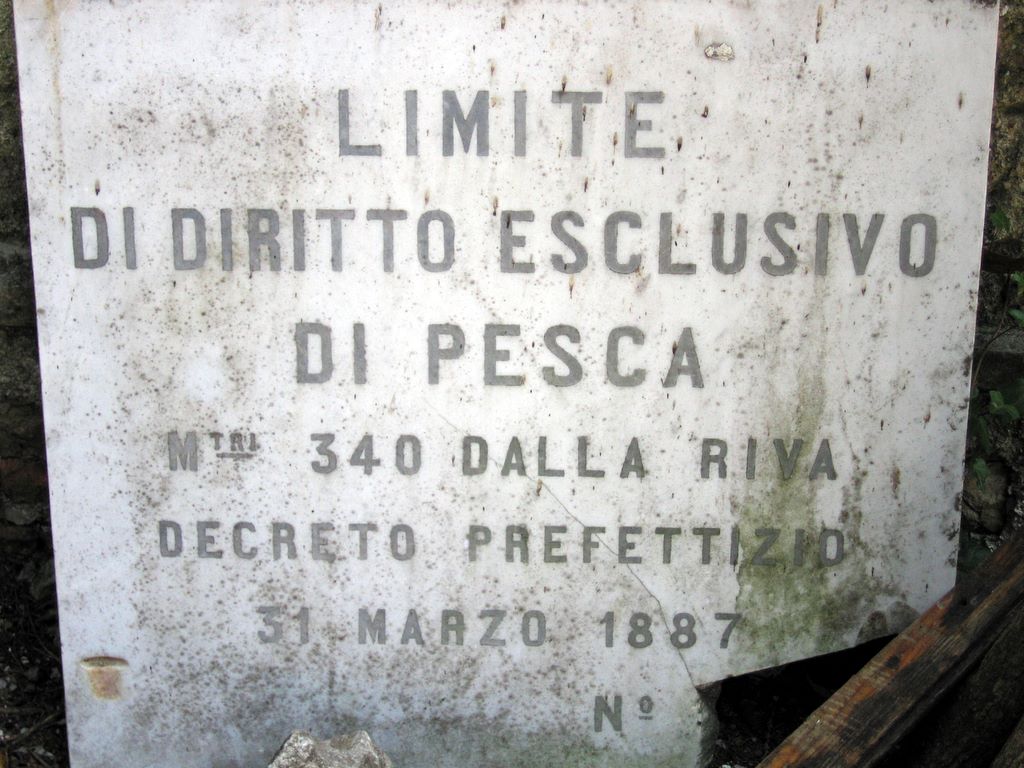 LIMITE
DI DIRITTO ESCLUSIVO
DI PESCA
MTRI 340 DALLA RIVA
DECRETO PREFETTIZIO
31 MARZO 1887
Nº